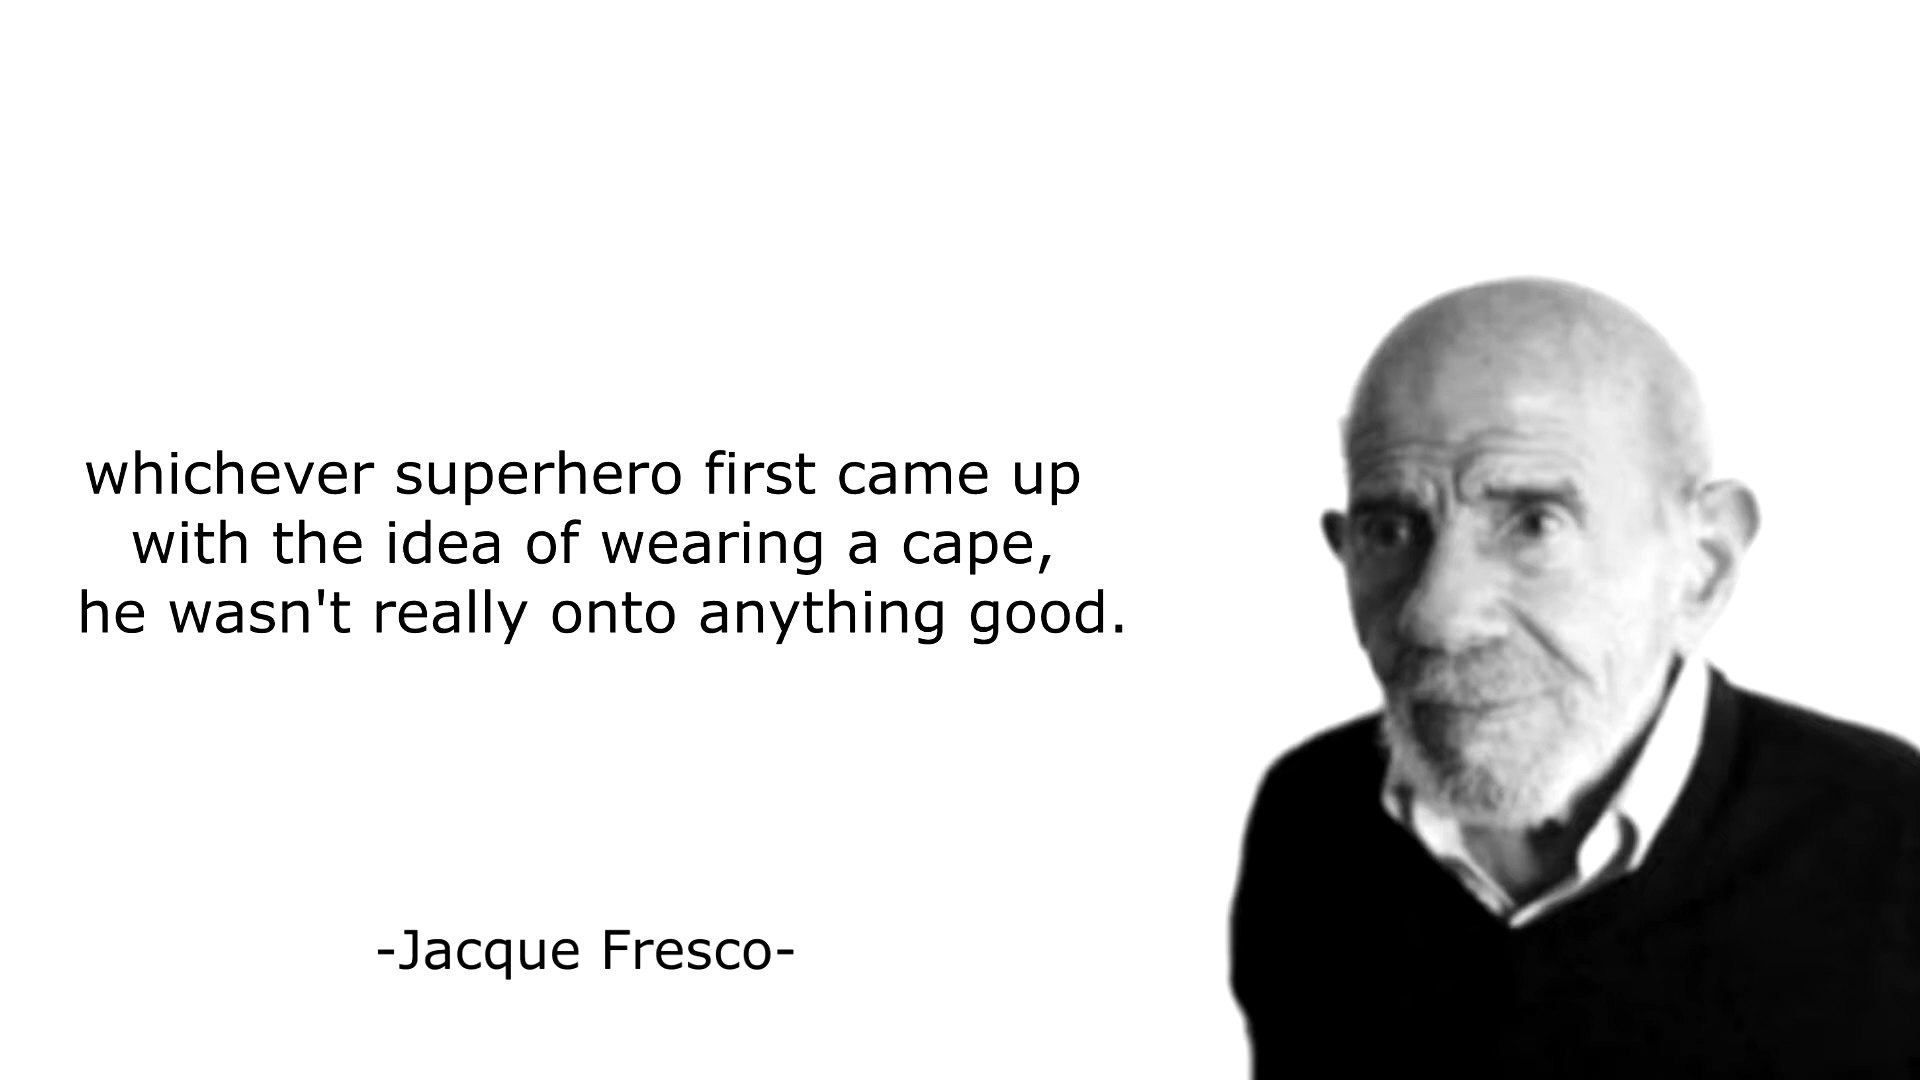 whichever superhero first came up
with the idea of wearing a cape,
he wasn't really onto anything good.
-Jacque Fresco-